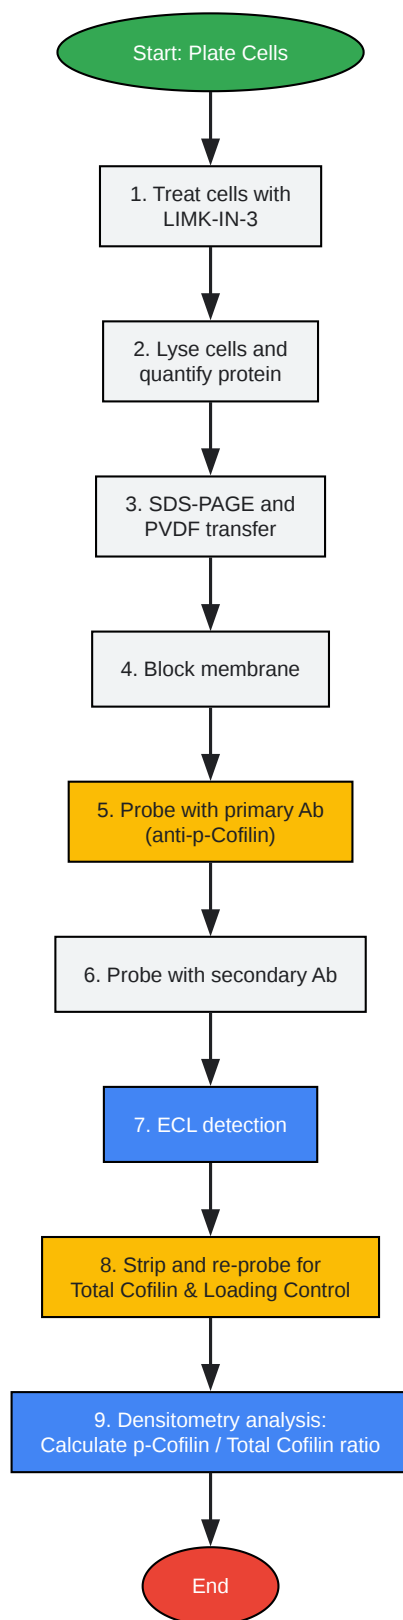 Start: Plate Cells
1. Treat cells with
LIMK-IN-3
2. Lyse cells and
quantify protein
3. SDS-PAGE and
PVDF transfer
4. Block membrane
5. Probe with primary Ab
(anti-p-Cofilin)
6. Probe with secondary Ab
7. ECL detection
8. Strip and re-probe for
Total Cofilin & Loading Control
9. Densitometry analysis:
Calculate p-Cofilin / Total Cofilin ratio
End